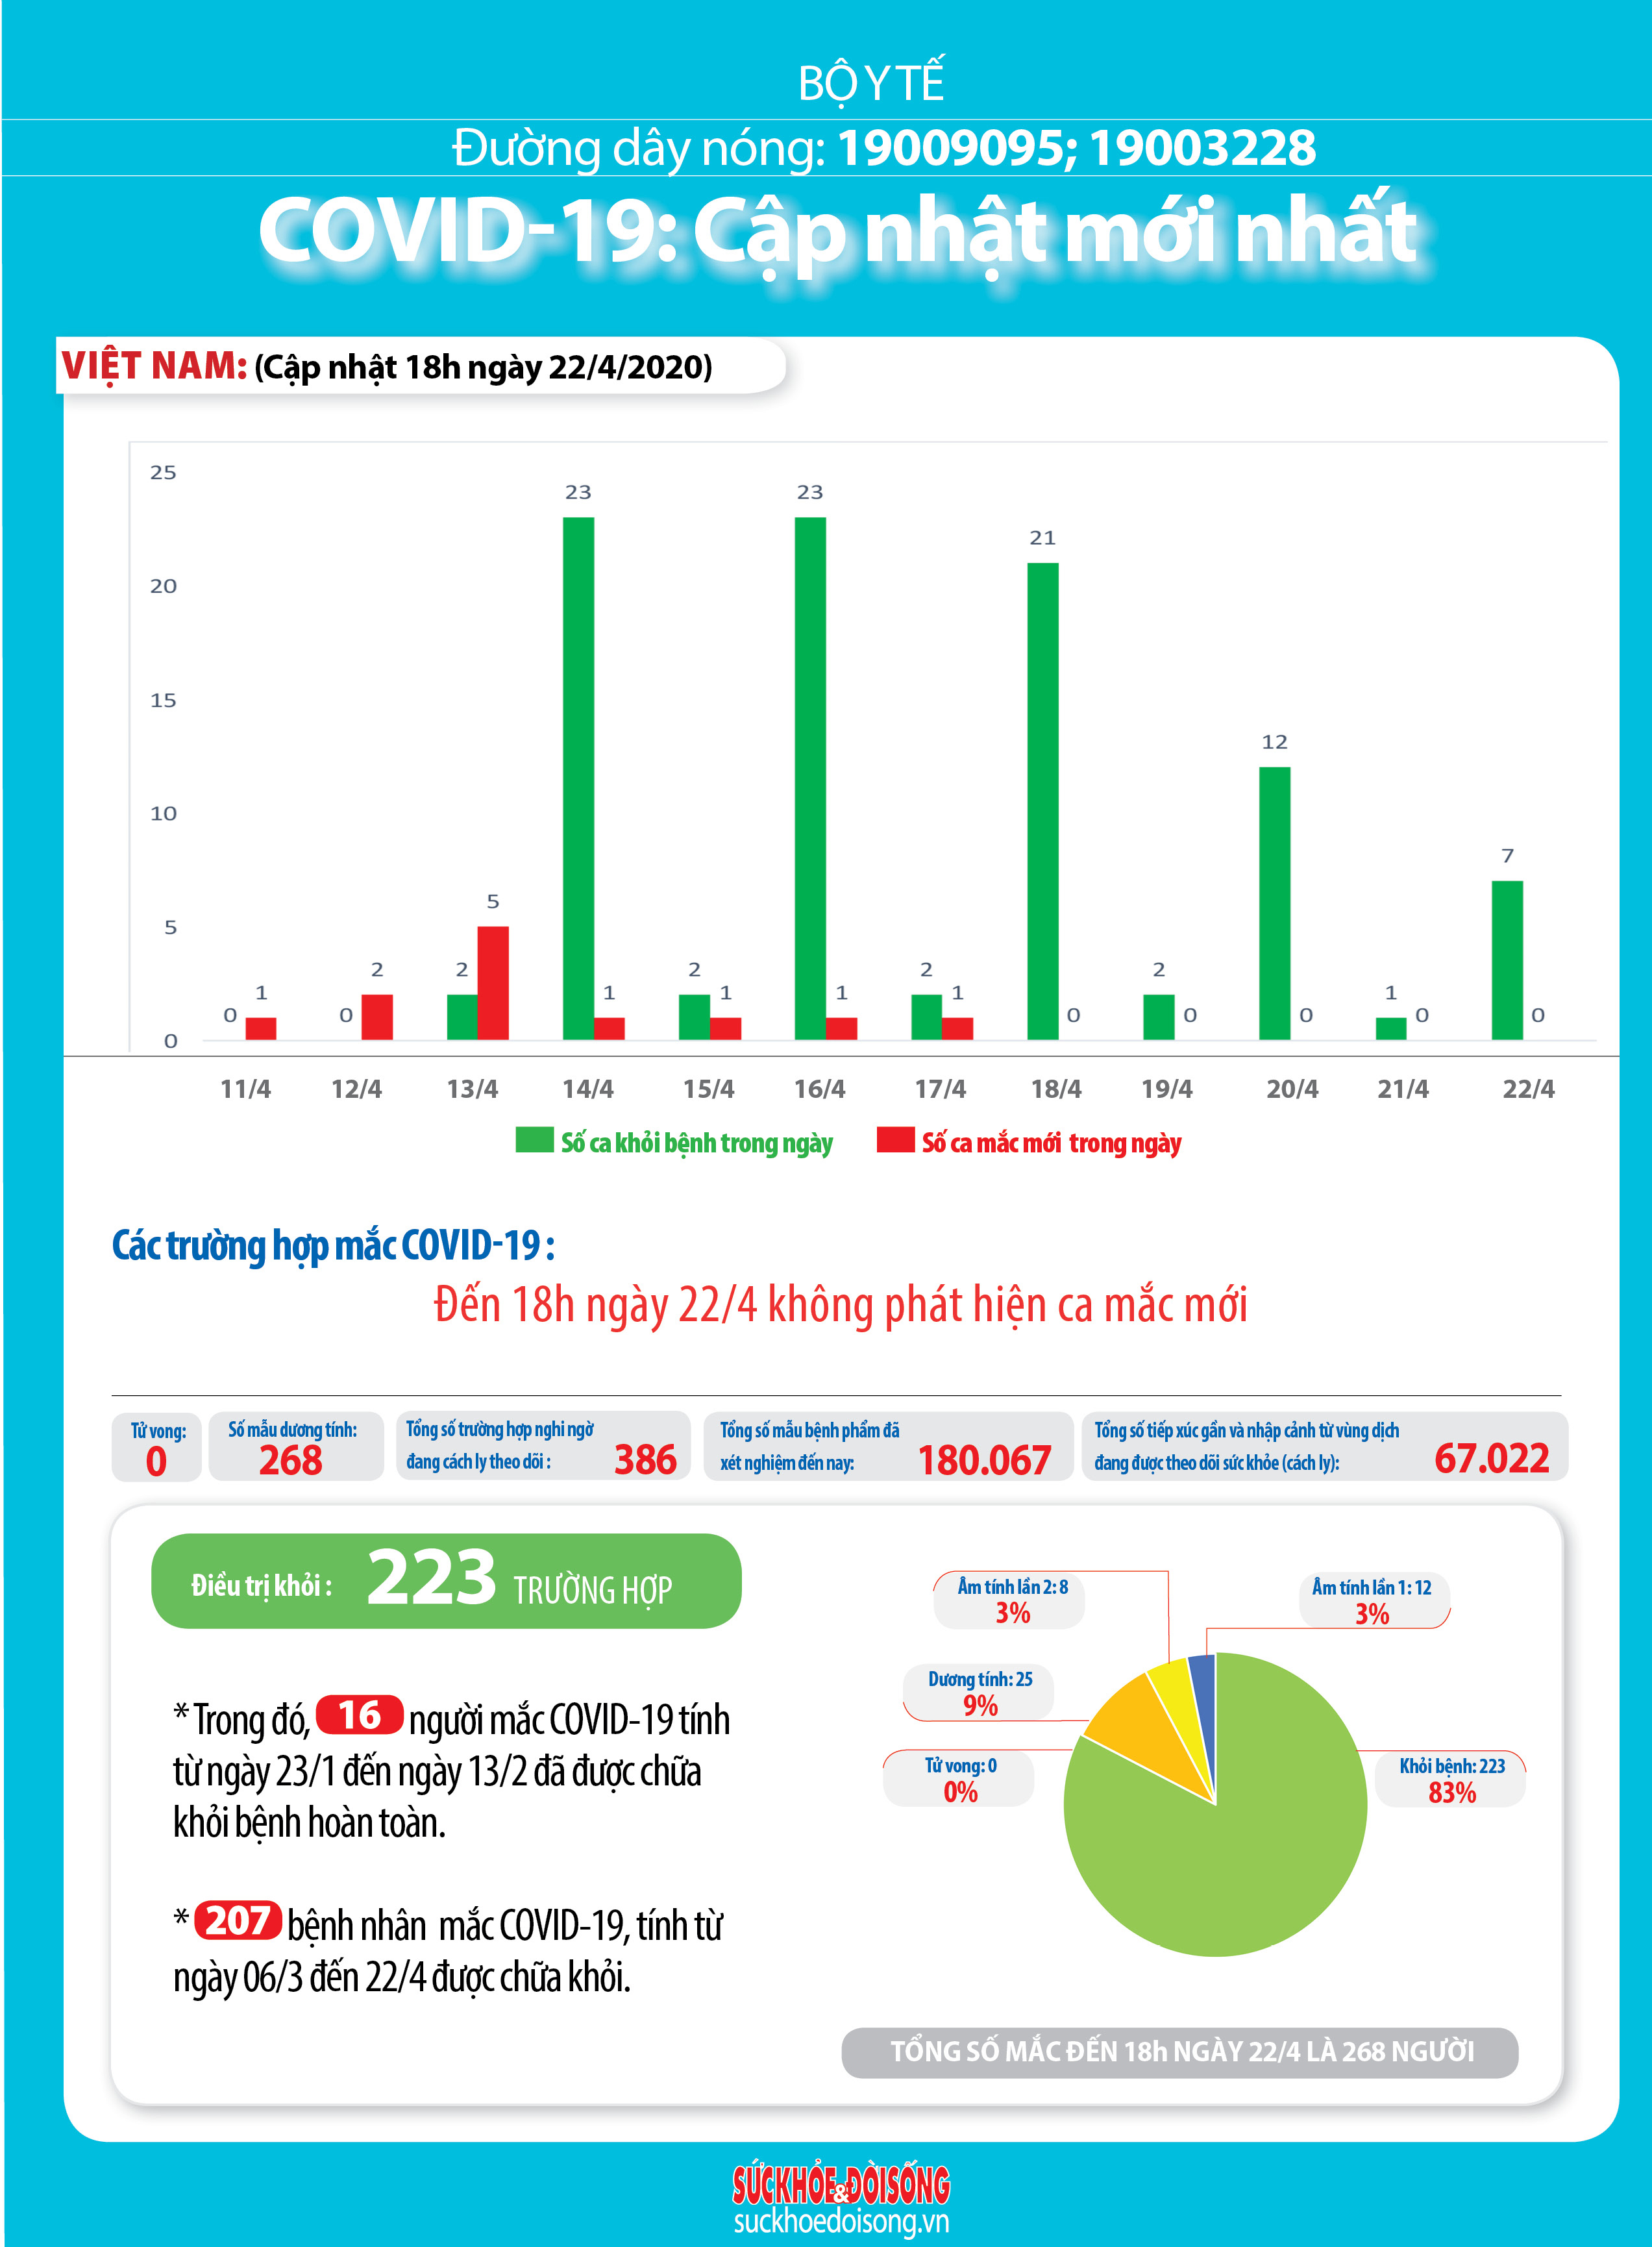 BỘ Y TẾ
Đường dây nóng: 19009095; 19003228
COVID-19: Cập nhật mới nhất
VIỆT NAM: (Cập nhật 18h ngày 22/4/2020)
25
20
15
10
5
0
0 1
0 2
2 5
23 1
2 1
23 1
2 1
21 0
2 0
12 0
1 0
7 0
11/4 12/4 13/4 14/4 15/4 16/4 17/4 18/4 19/4 20/4 21/4 22/4
Số ca khỏi bệnh trong ngày Số ca mắc mới trong ngày
Các trường hợp mắc COVID-19 :
Đến 18h ngày 22/4 không phát hiện ca mắc mới
Tử vong:
0
Số mẫu dương tính:
268
Tổng số trường hợp nghi ngờ
đang cách ly theo dõi : 386
Tổng số mẫu bệnh phẩm đã
xét nghiệm đến nay: 180.067
Tổng số tiếp xúc gần và nhập cảnh từ vùng dịch
đang được theo dõi sức khỏe (cách ly): 67.022
Điều trị khỏi : 223 TRƯỜNG HỢP
* Trong đó, 16 người mắc COVID-19 tính
từ ngày 23/1 đến ngày 13/2 đã được chữa
khỏi bệnh hoàn toàn.
* 207 bệnh nhân mắc COVID-19, tính từ
ngày 06/3 đến 22/4 được chữa khỏi.
Âm tính lần 2: 8
3%
Âm tính lần 1: 12
3%
Dương tính: 25
9%
Tử vong: 0
0%
Khỏi bệnh: 223
83%
TỔNG SỐ MẮC ĐẾN 18h NGÀY 22/4 LÀ 268 NGƯỜI
SỨC KHỎE & ĐỜI SỐNG
suckhoedoisong.vn